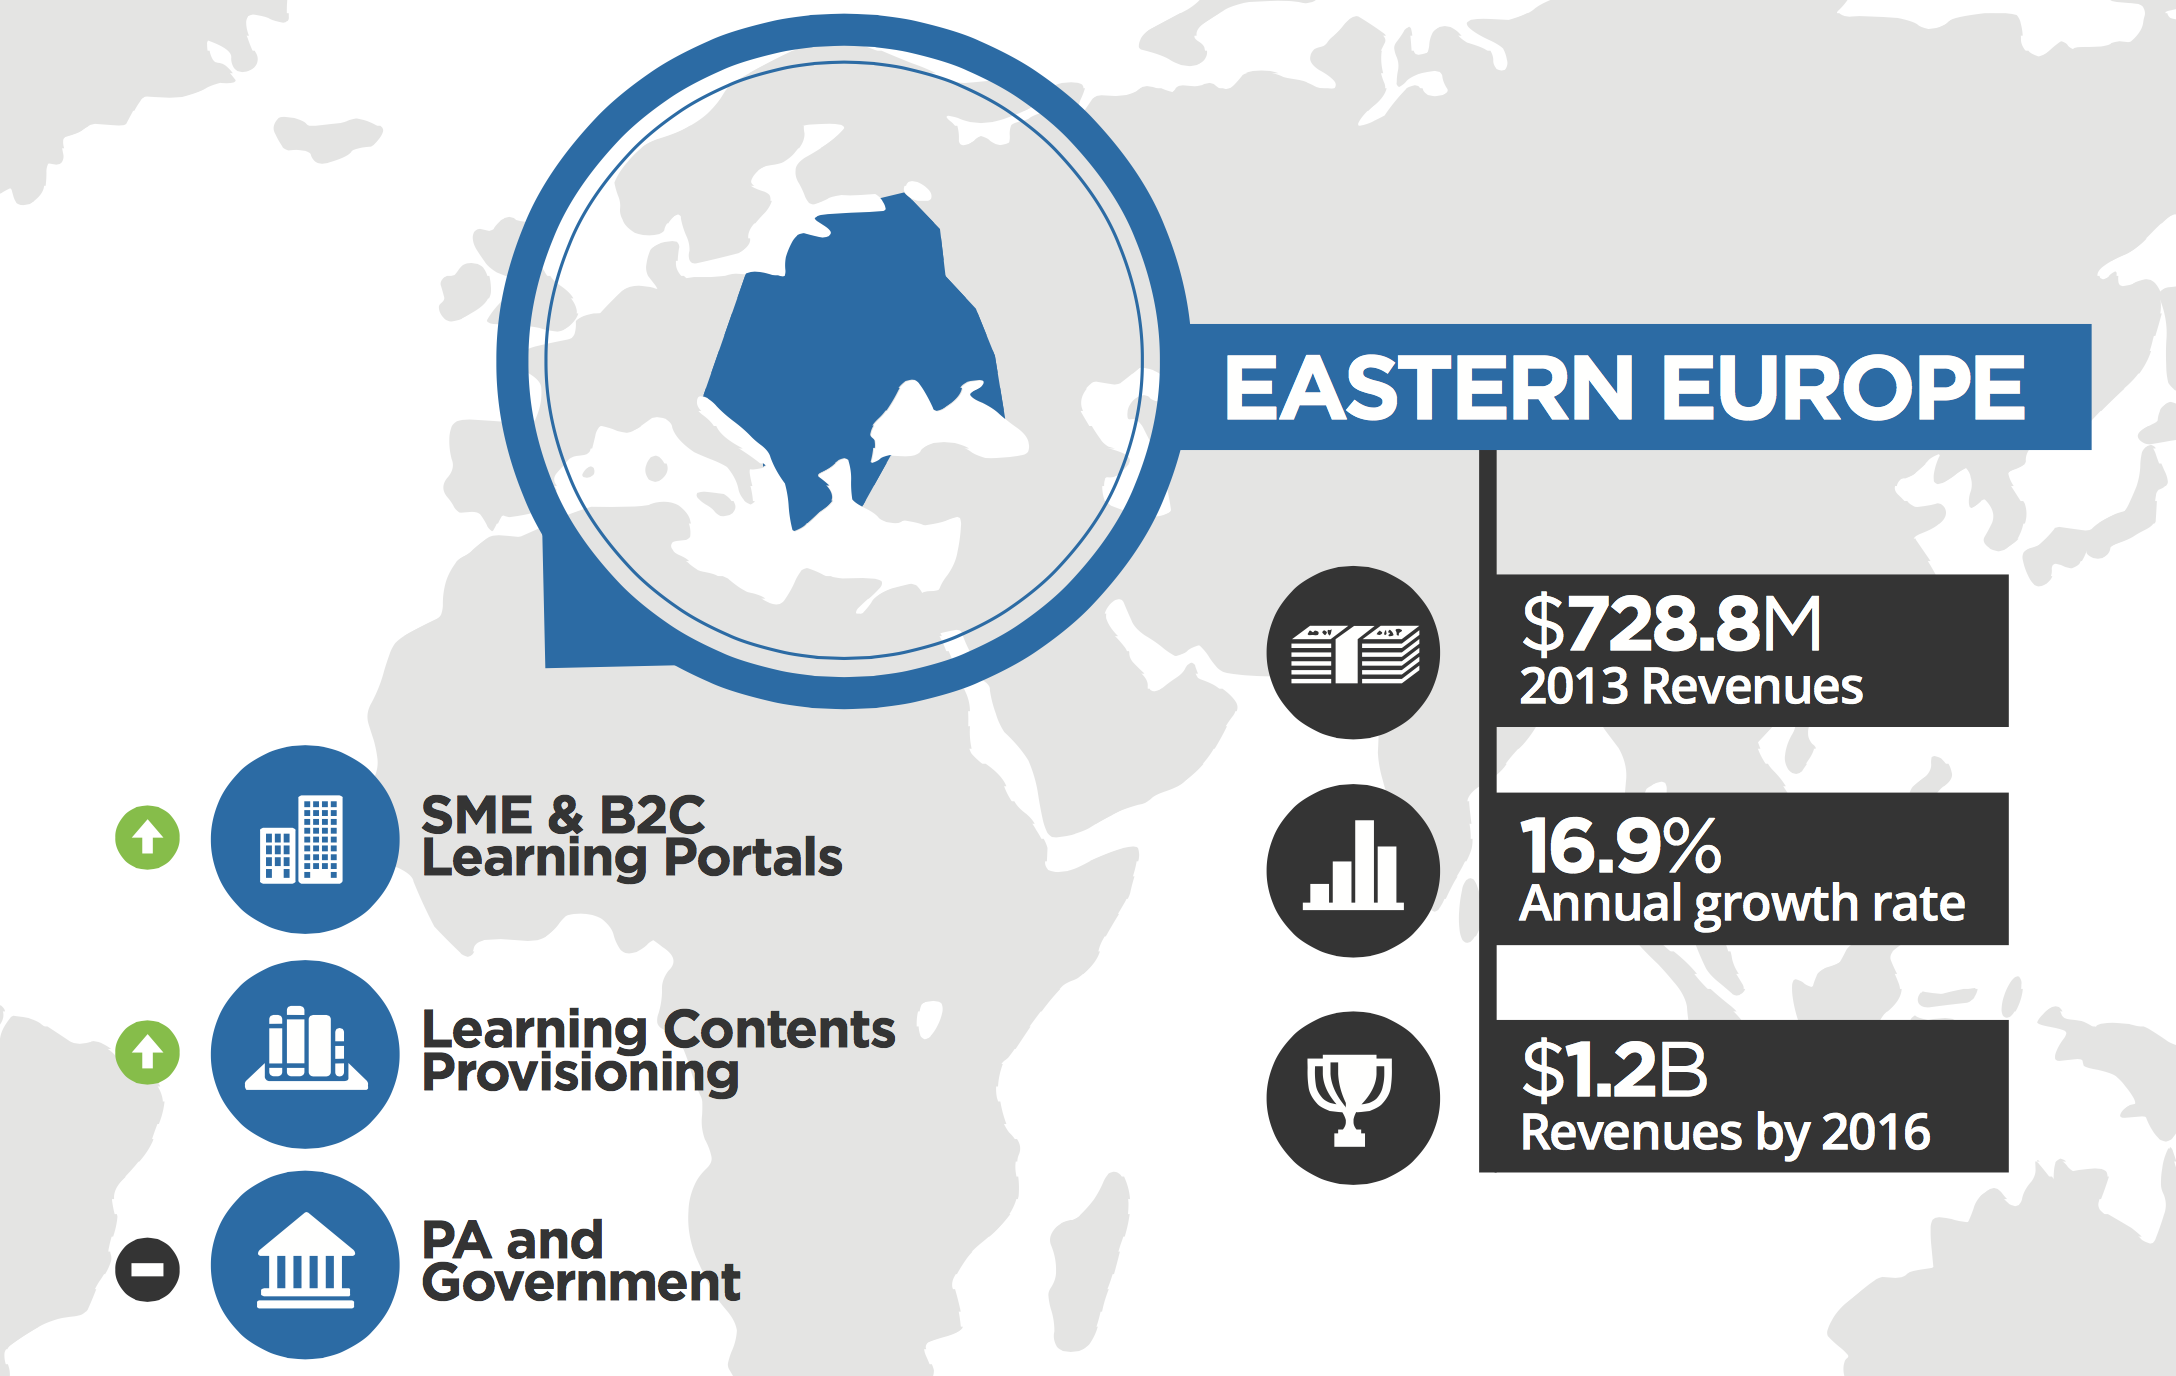 EASTERN EUROPE
$728.8M
2013 Revenues
16.9%
Annual growth rate
$1.2B
Revenues by 2016
SME & B2C
Learning Portals
Learning Contents
Provisioning
PA and
Government